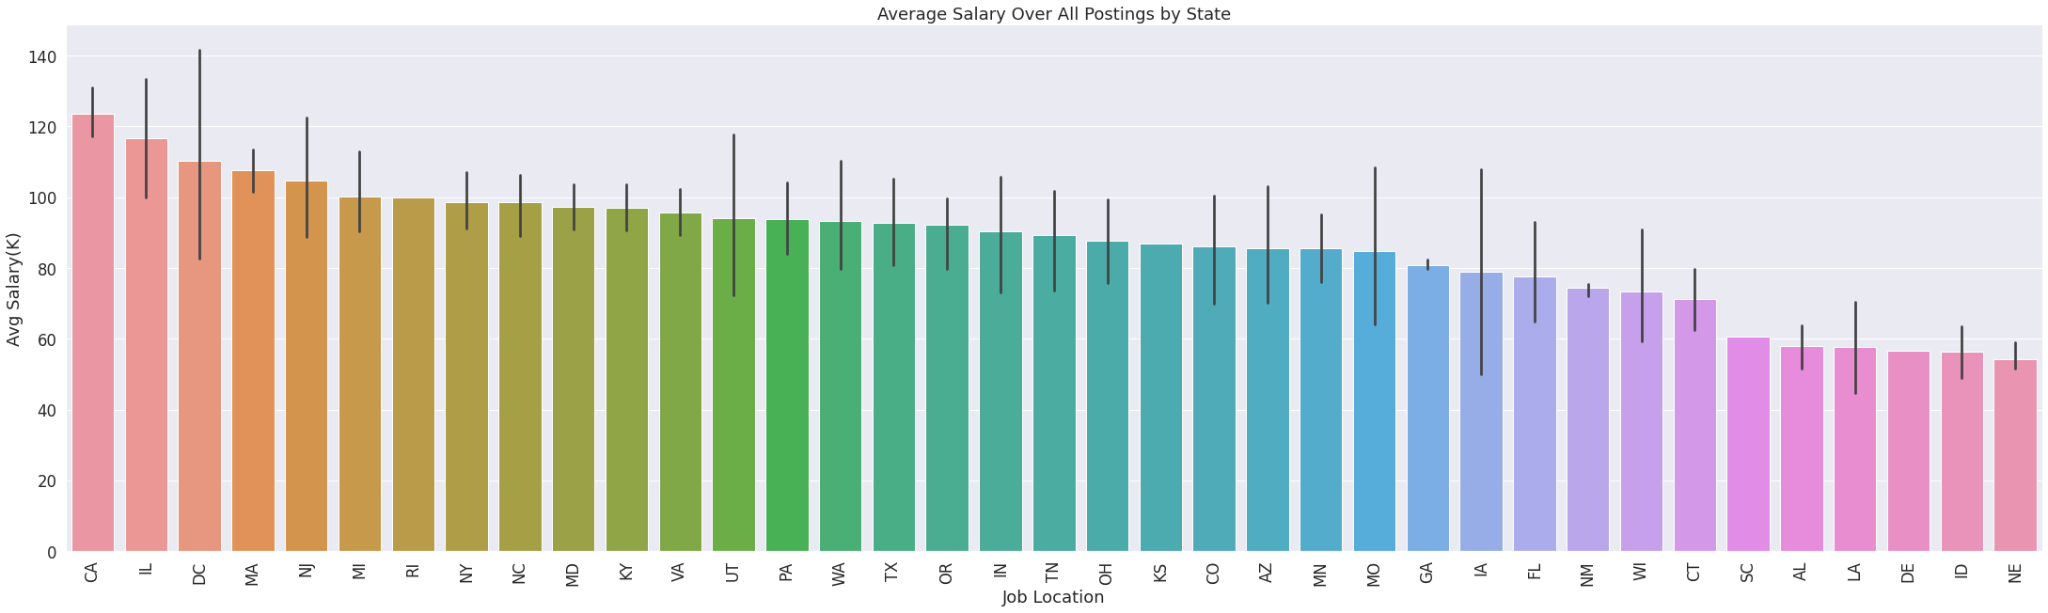 Average Salary Over All Postings by State
Avg Salary(K)
140
120
100
80
60
40
20
0
CA IL DC MA NJ MI RI NY NC MD KY VA UT PA WA TX OR IN TN OH KS CO AZ MN MO GA IA FL NM WI CT SC AL LA DE ID NE
Job Location